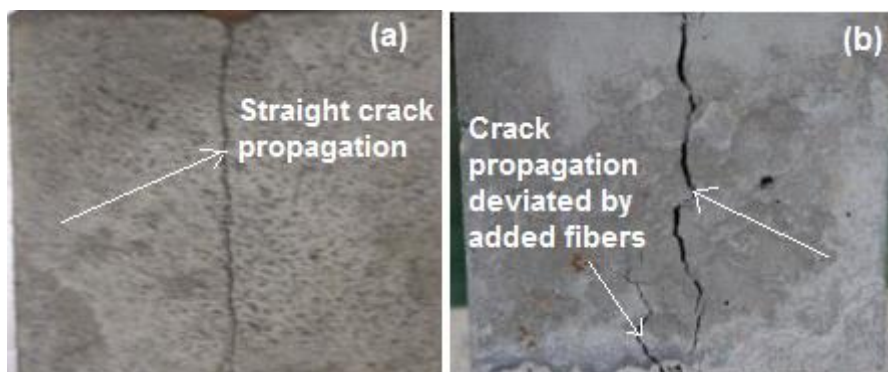 (a)
Straight crack
propagation
(b)
Crack
propagation
deviated by
added fibers